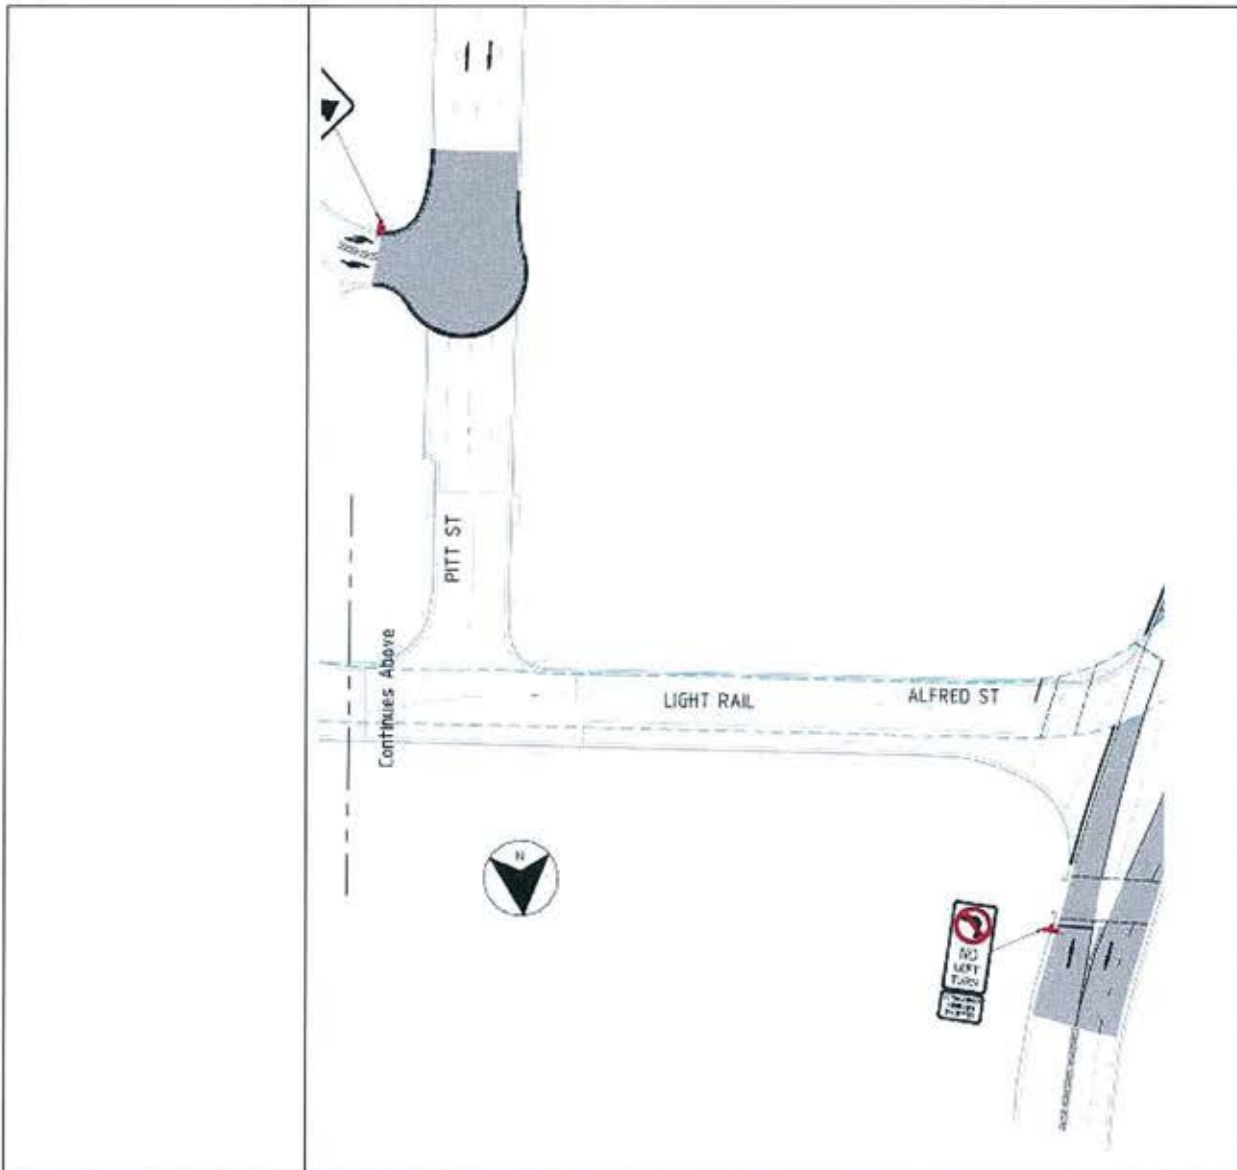 PITT ST
Continues Above
LIGHT RAIL
ALFRED ST
N
NO
LEFT
TURN